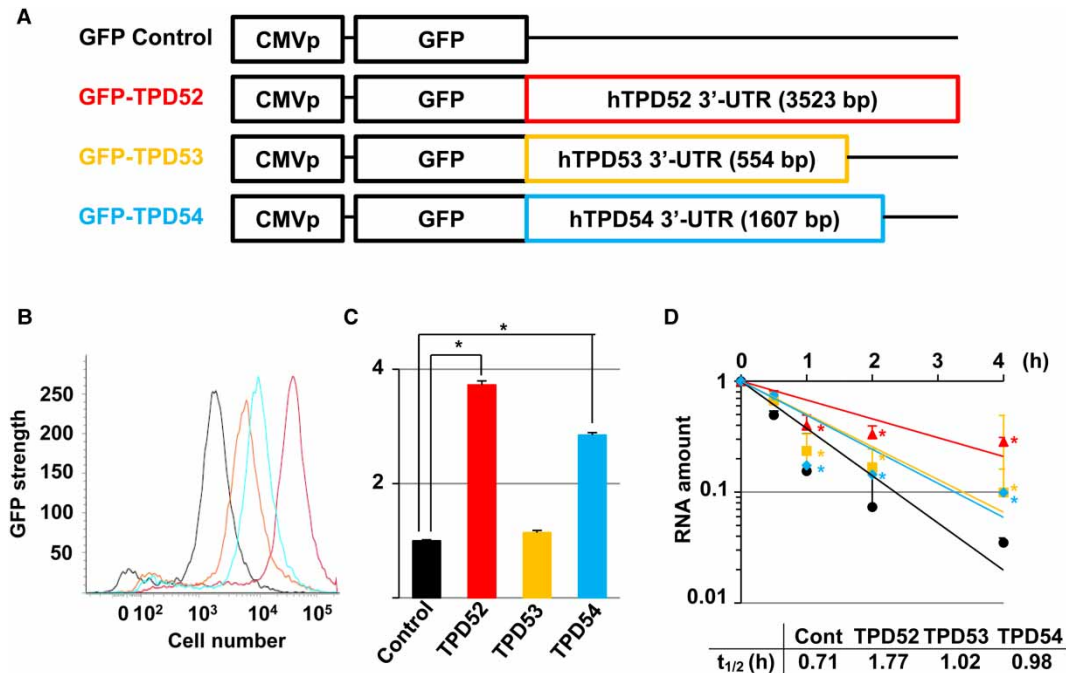 A
GFP Control CMVp GFP
GFP-TPD52 CMVp GFP hTPD52 3'-UTR (3523 bp)
GFP-TPD53 CMVp GFP hTPD53 3'-UTR (554 bp)
GFP-TPD54 CMVp GFP hTPD54 3'-UTR (1607 bp)
B
GFP strength
250
200
150
100
50
0 10² 10³ 10⁴ 10⁵
Cell number
C
* *
4
2
Control TPD52 TPD53 TPD54
D
0 1 2 3 4 (h)
RNA amount
1
0.1
0.01
* * *
* * *
* * *
Cont TPD52 TPD53 TPD54
t1/2 (h) 0.71 1.77 1.02 0.98